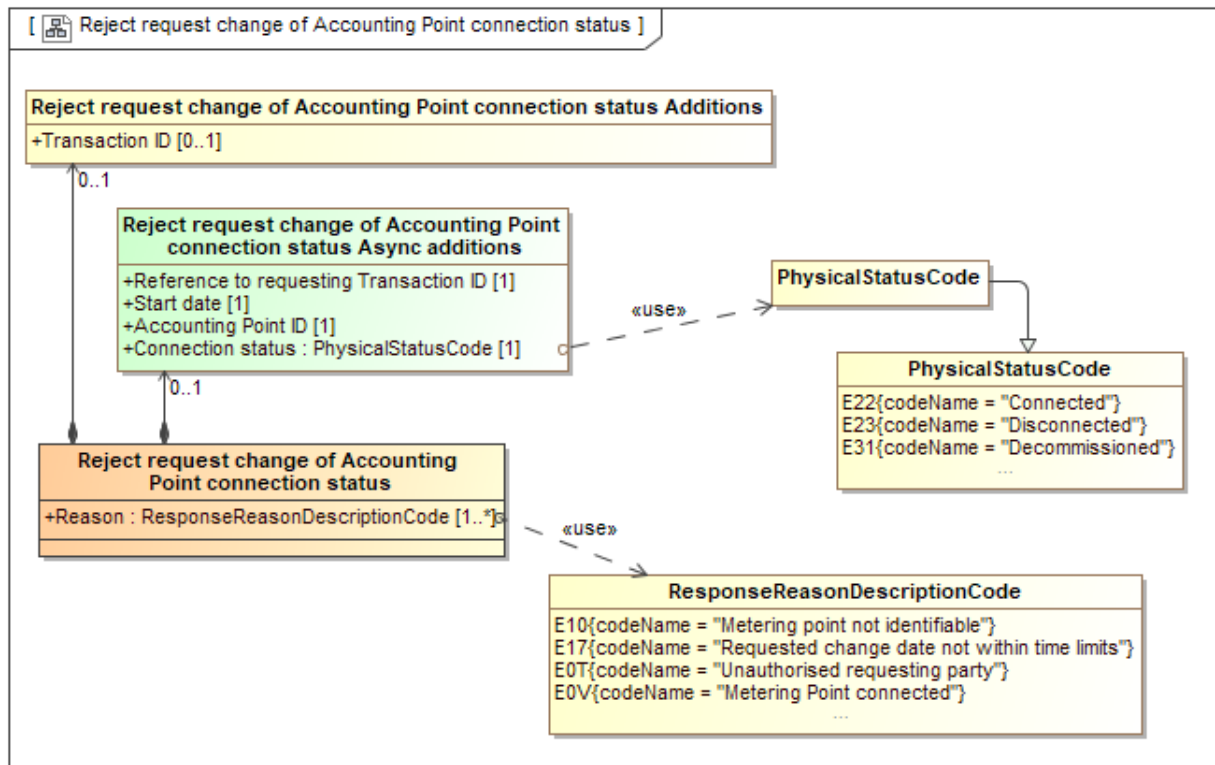 [ Reject request change of Accounting Point connection status ]
Reject request change of Accounting Point connection status Additions
+Transaction ID [0..1]
0..1
Reject request change of Accounting Point
connection status Async additions
+Reference to requesting Transaction ID [1]
+Start date [1]
+Accounting Point ID [1]
+Connection status : PhysicalStatusCode [1]
«use»
PhysicalStatusCode
PhysicalStatusCode
E22{codeName = "Connected"}
E23{codeName = "Disconnected"}
E31{codeName = "Decommissioned"}
...
0..1
Reject request change of Accounting
Point connection status
+Reason : ResponseReasonDescriptionCode [1..*]
«use»
ResponseReasonDescriptionCode
E10{codeName = "Metering point not identifiable"}
E17{codeName = "Requested change date not within time limits"}
E0T{codeName = "Unauthorised requesting party"}
E0V{codeName = "Metering Point connected"}
...